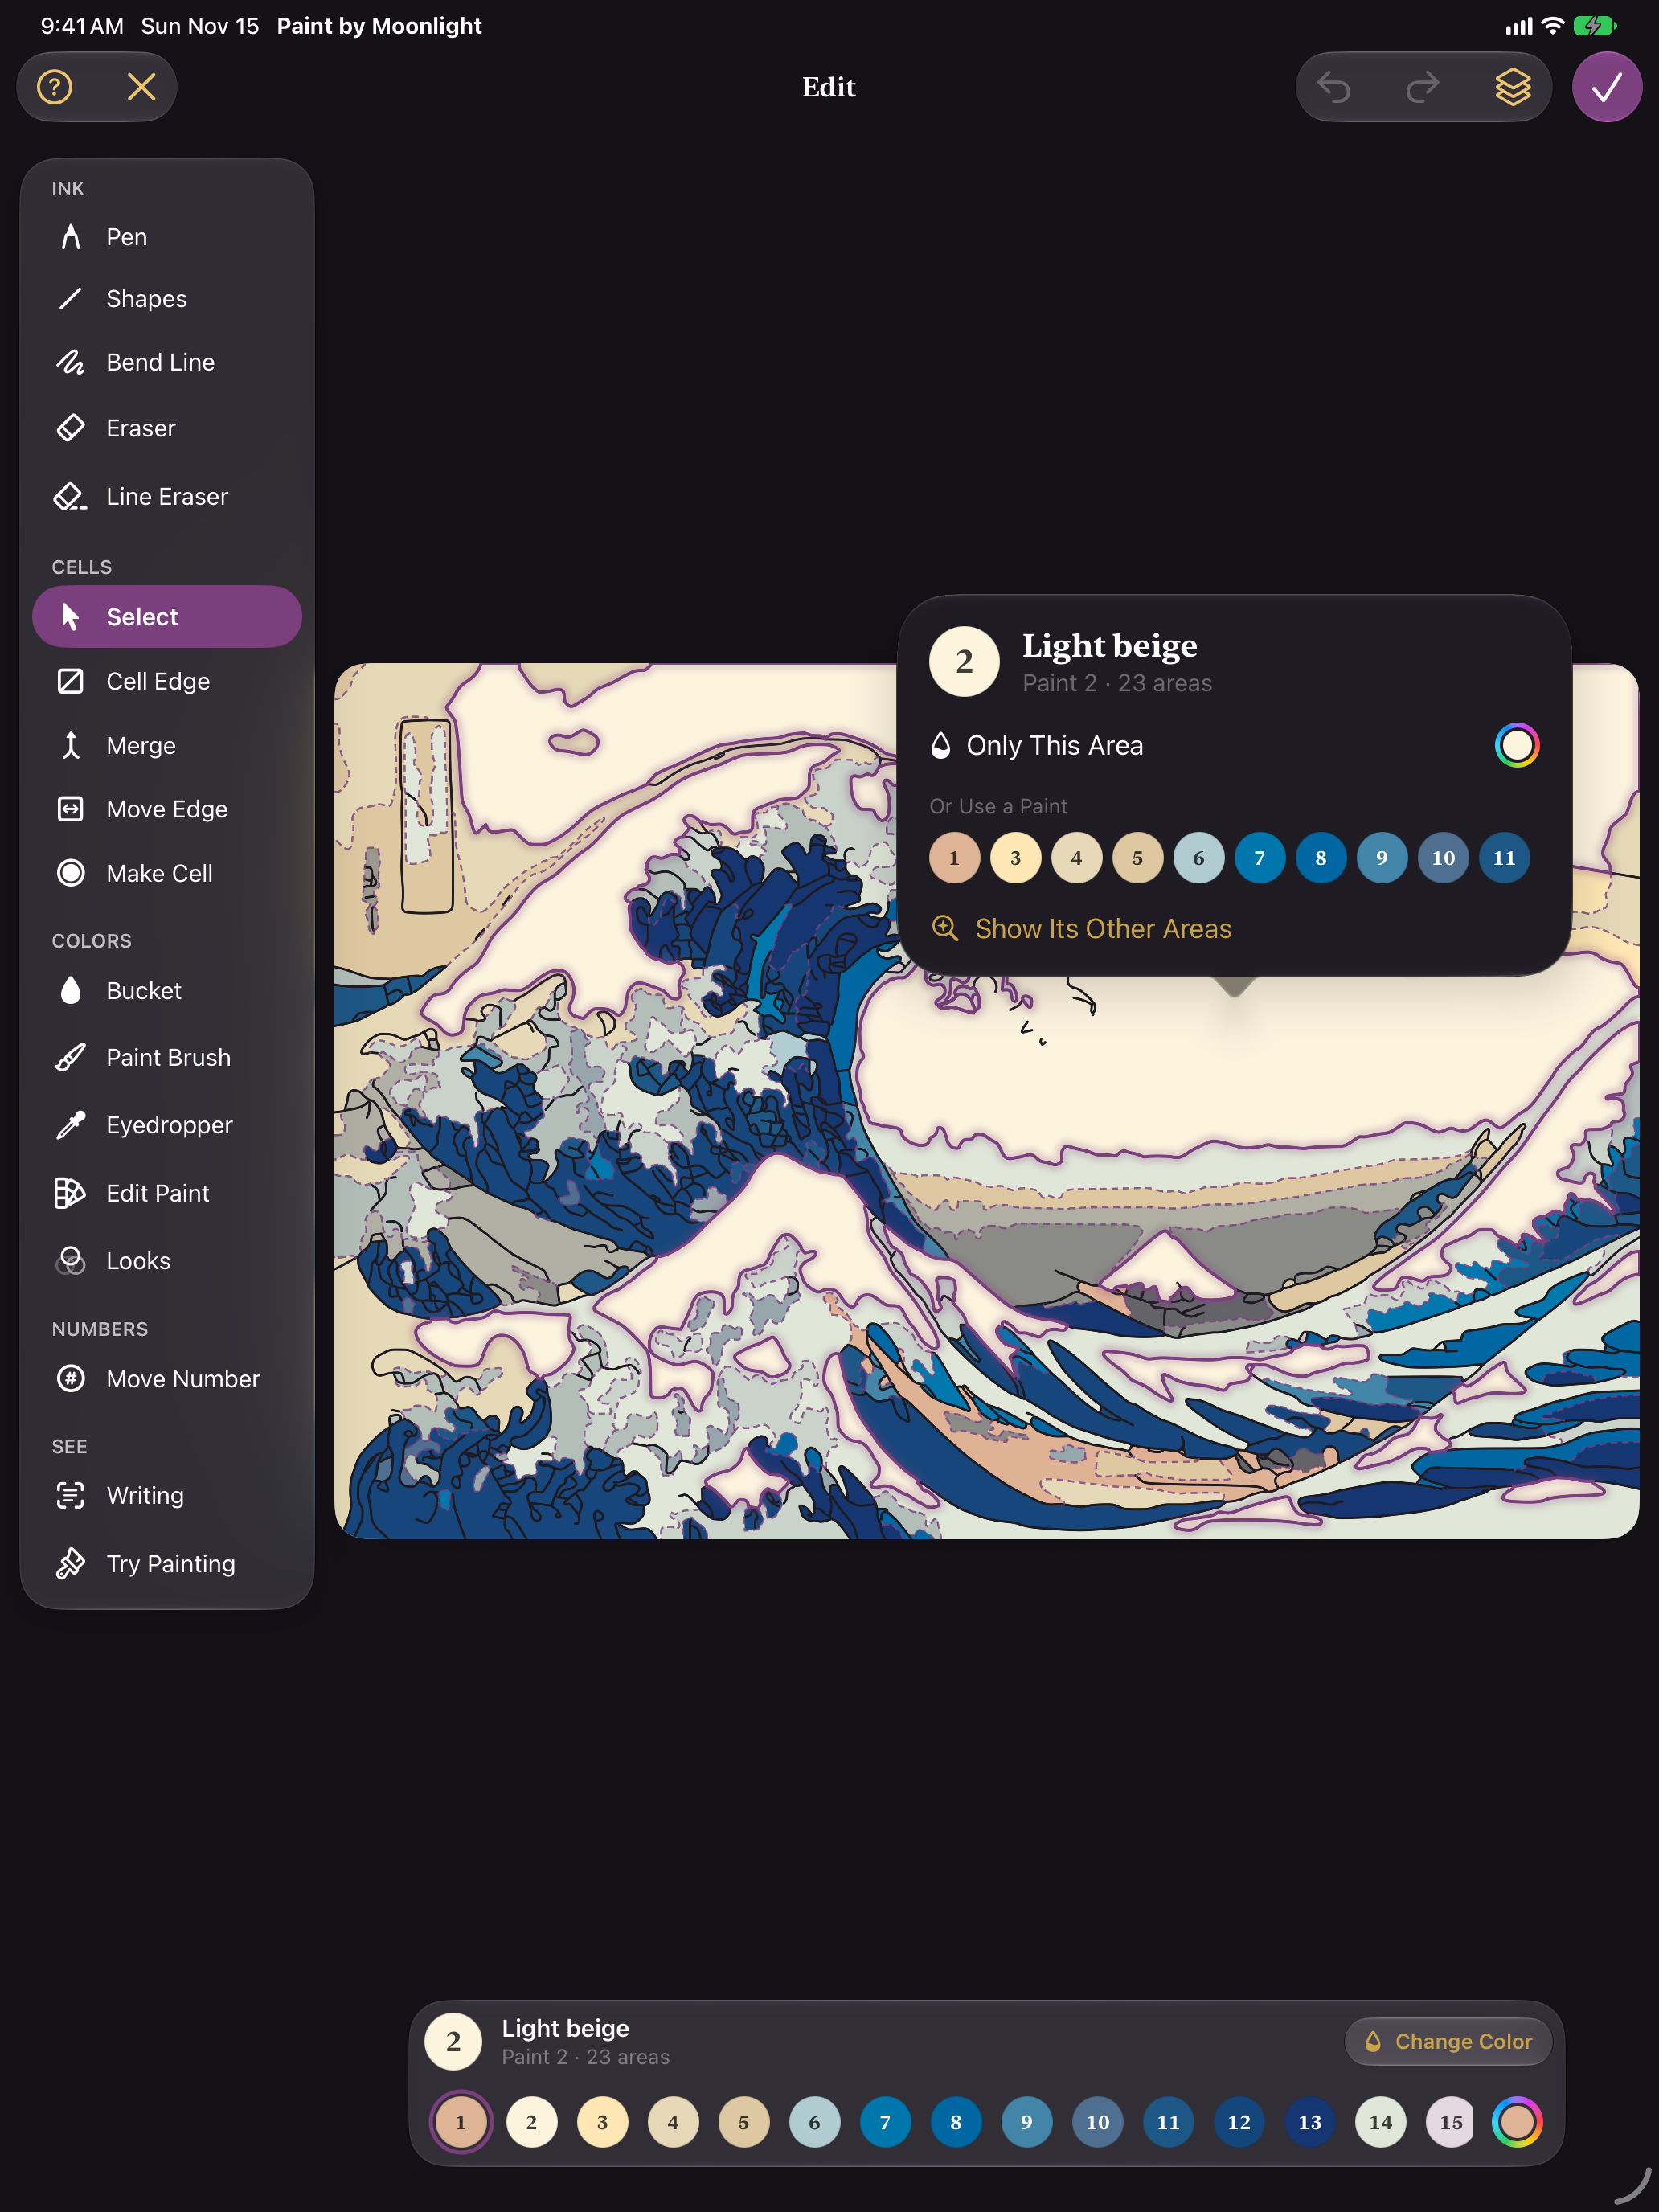 9:41 AM Sun Nov 15 Paint by Moonlight
Edit
INK
Pen
Shapes
Bend Line
Eraser
Line Eraser
CELLS
Select
Cell Edge
Merge
Move Edge
Make Cell
COLORS
Bucket
Paint Brush
Eyedropper
Edit Paint
Looks
NUMBERS
Move Number
SEE
Writing
Try Painting
2 Light beige
Paint 2 · 23 areas
Only This Area
Or Use a Paint
1 3 4 5 6 7 8 9 10 11
Show Its Other Areas
2 Light beige
Paint 2 · 23 areas
Change Color
1 2 3 4 5 6 7 8 9 10 11 12 13 14 15